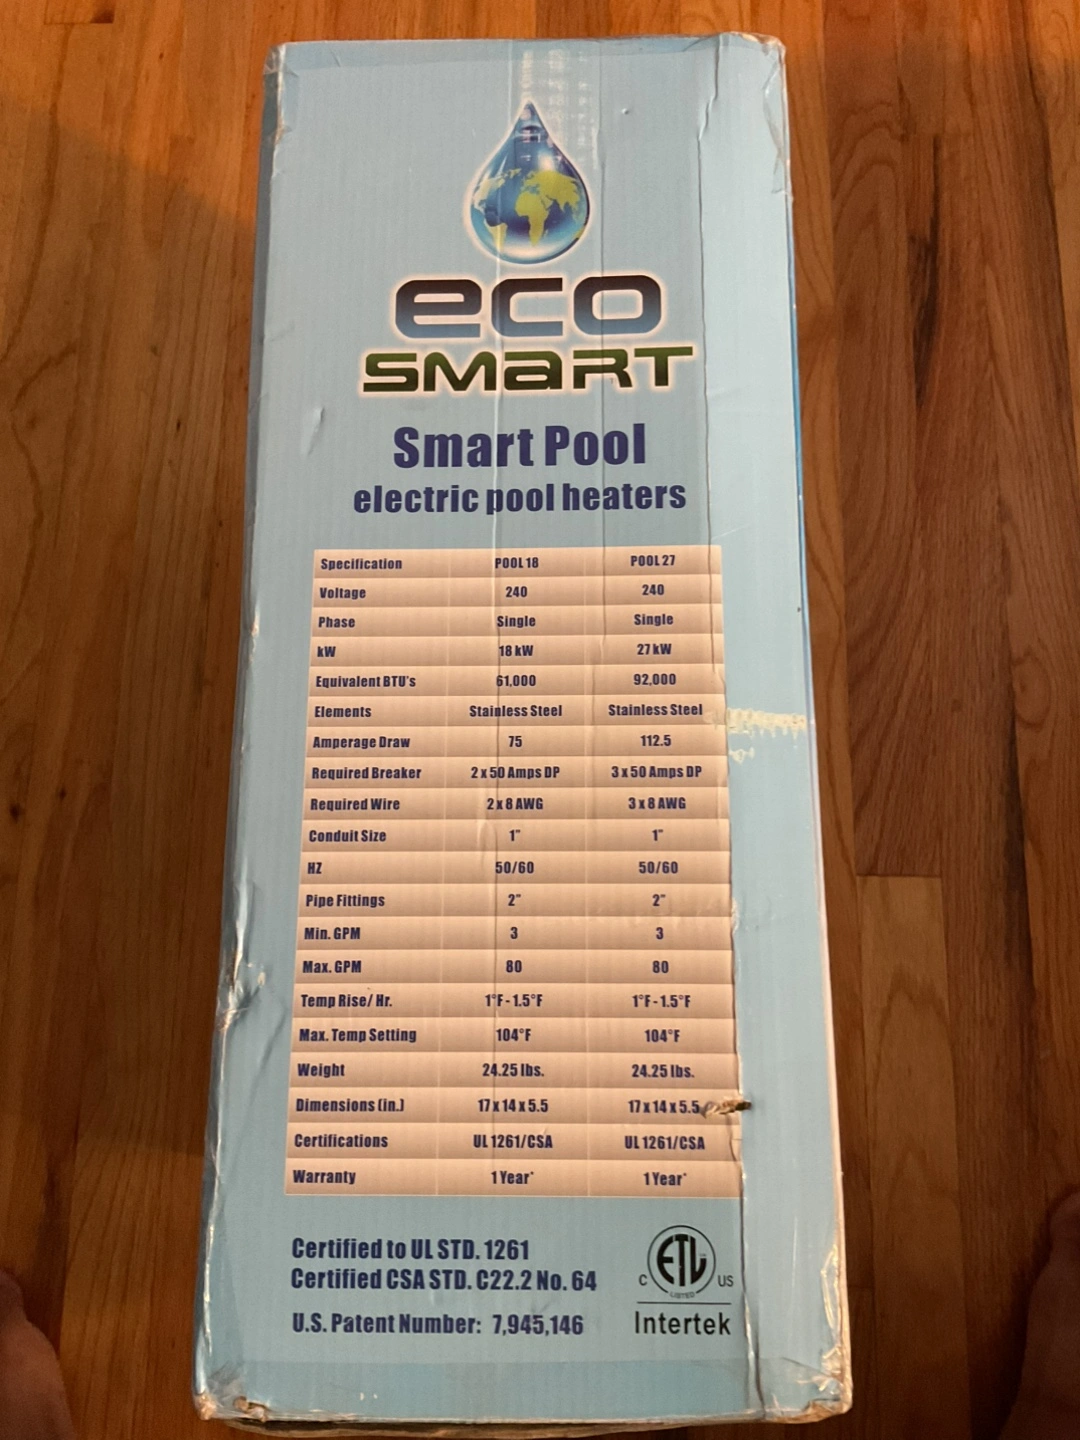 eco
smart
Smart Pool
electric pool heaters
Specification POOL 18 POOL 27
Voltage 240 240
Phase Single Single
kW 18 kW 27 kW
Equivalent BTU's 61,000 92,000
Elements Stainless Steel Stainless Steel
Amperage Draw 75 112.5
Required Breaker 2 x 50 Amps DP 3 x 50 Amps DP
Required Wire 2 x 8 AWG 3 x 8 AWG
Conduit Size 1" 1"
HZ 50/60 50/60
Pipe Fittings 2" 2"
Min. GPM 3 3
Max. GPM 80 80
Temp Rise/ Hr. 1°F - 1.5°F 1°F - 1.5°F
Max. Temp Setting 104°F 104°F
Weight 24.25 lbs. 24.25 lbs.
Dimensions (in.) 17 x 14 x 5.5 17 x 14 x 5.5
Certifications UL 1261/CSA UL 1261/CSA
Warranty 1 Year* 1 Year*
Certified to UL STD. 1261
Certified CSA STD. C22.2 No. 64
U.S. Patent Number: 7,945,146
C ETL US
LISTED
Intertek